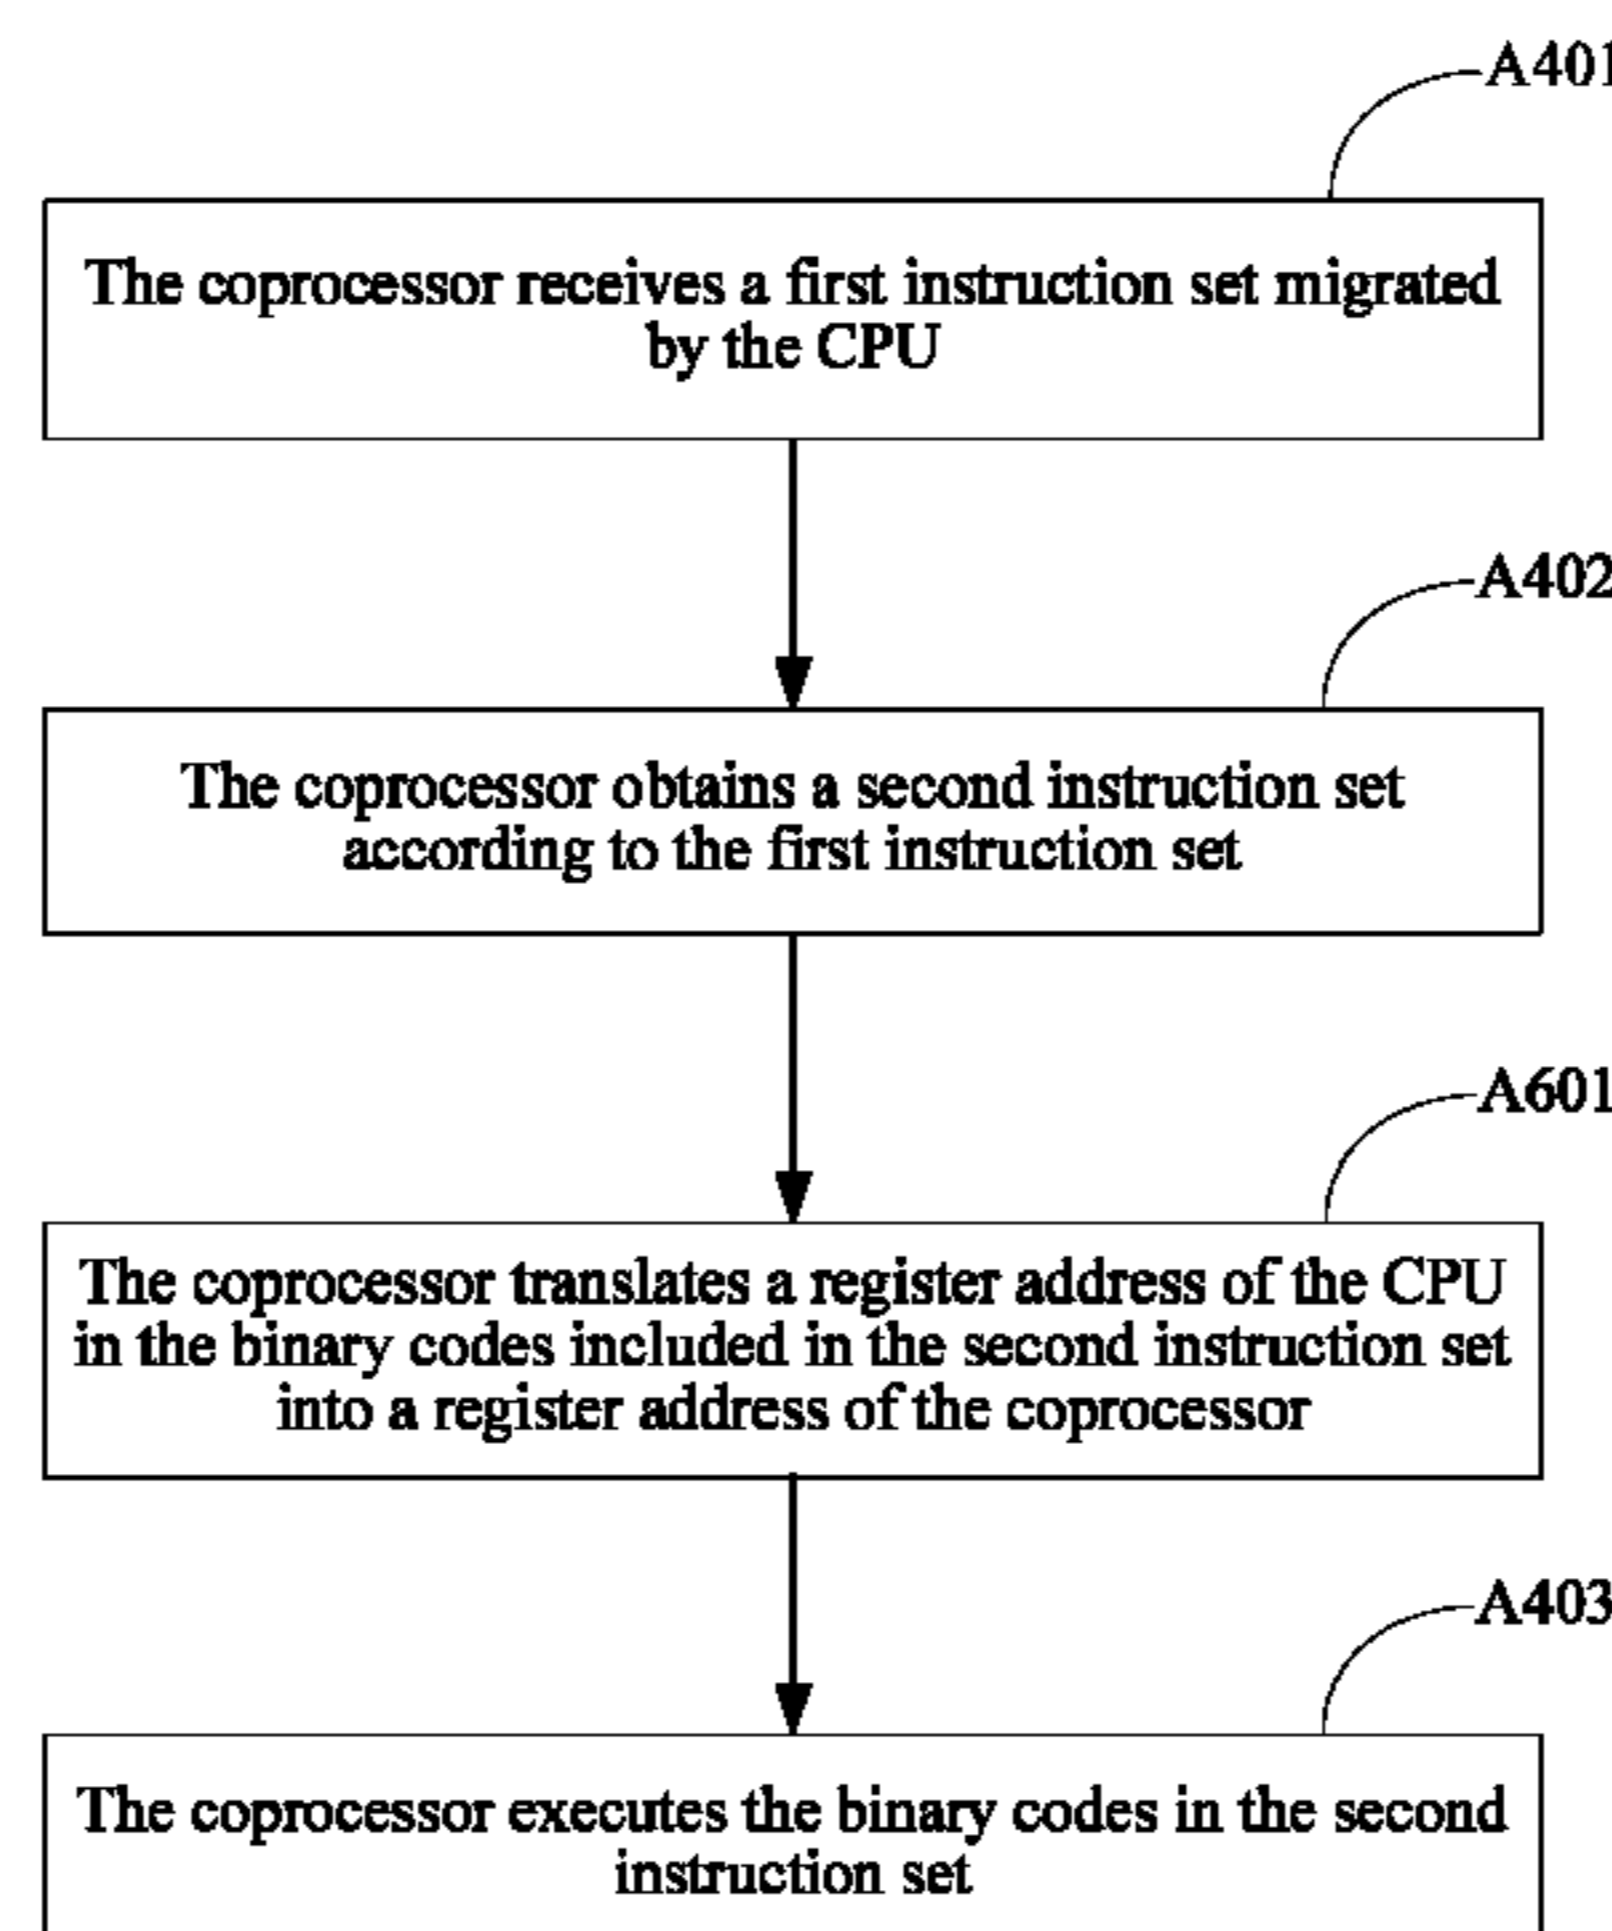 A401
The coprocessor receives a first instruction set migrated
by the CPU
A402
The coprocessor obtains a second instruction set
according to the first instruction set
A601
The coprocessor translates a register address of the CPU
in the binary codes included in the second instruction set
into a register address of the coprocessor
A403
The coprocessor executes the binary codes in the second
instruction set